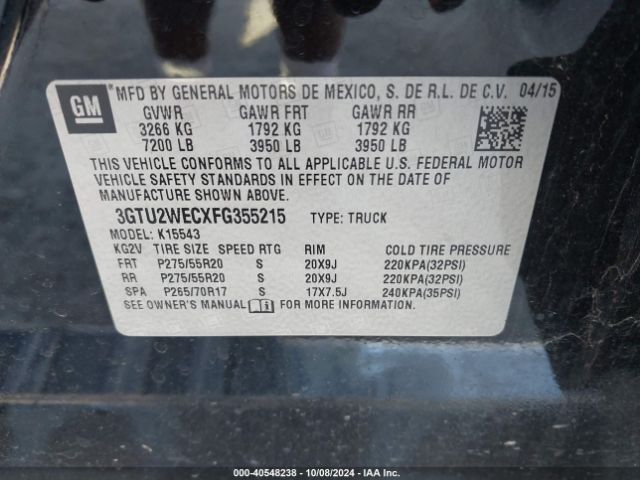 GM
MFD BY GENERAL MOTORS DE MEXICO, S. DE R.L. DE C.V. 04/15
GVWR GAWR FRT GAWR RR
3266 KG 1792 KG 1792 KG
7200 LB 3950 LB 3950 LB
THIS VEHICLE CONFORMS TO ALL APPLICABLE U.S. FEDERAL MOTOR
VEHICLE SAFETY STANDARDS IN EFFECT ON THE DATE OF
MANUFACTURE SHOWN ABOVE.
3GTU2WECXFG355215 TYPE: TRUCK
MODEL: K15543
KG2V TIRE SIZE SPEED RTG RIM COLD TIRE PRESSURE
FRT P275/55R20 S 20X9J 220KPA(32PSI)
RR P275/55R20 S 20X9J 220KPA(32PSI)
SPA P265/70R17 S 17X7.5J 240KPA(35PSI)
SEE OWNER'S MANUAL FOR MORE INFORMATION.
000-40548238 - 10/08/2024 - IAA Inc.